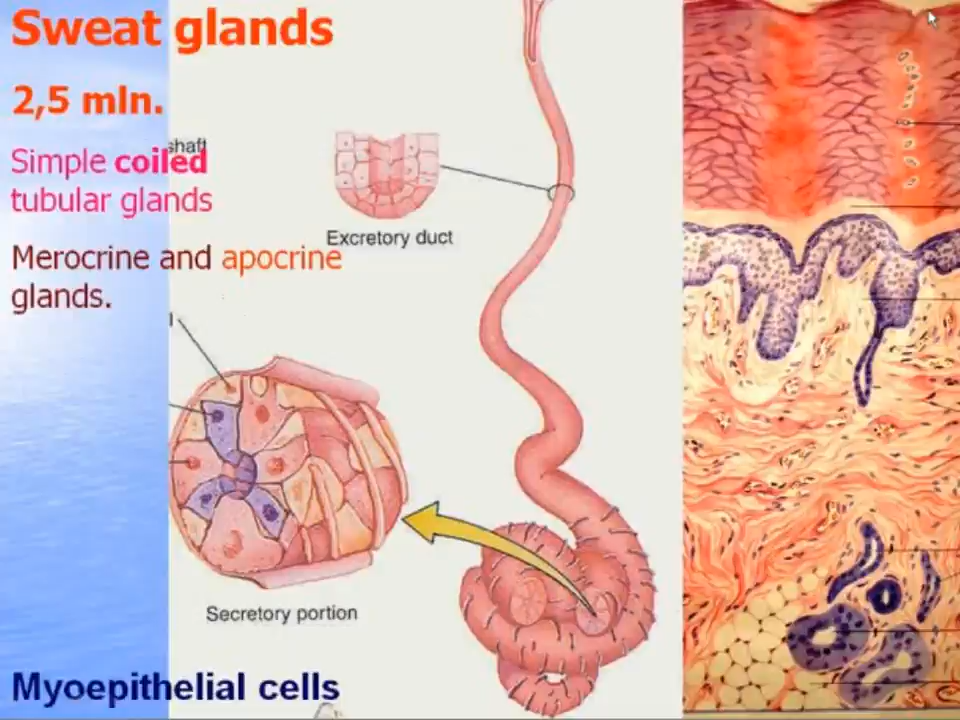 Sweat glands
2,5 mln.
shaft
Simple coiled
tubular glands
Excretory duct
Merocrine and apocrine
glands.
Secretory portion
Myoepithelial cells